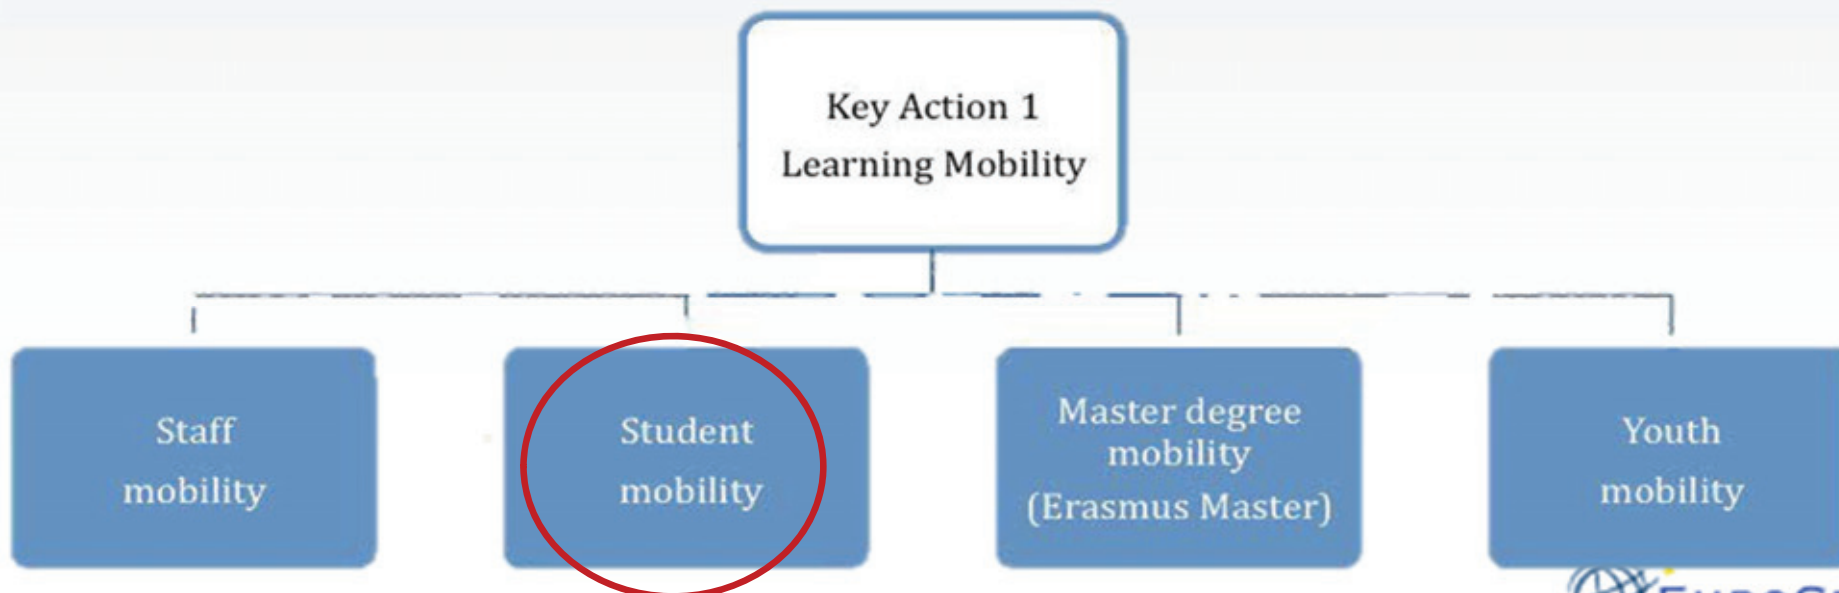 Key Action 1
Learning Mobility
Staff
mobility
Student
mobility
Master degree
mobility
(Erasmus Master)
Youth
mobility